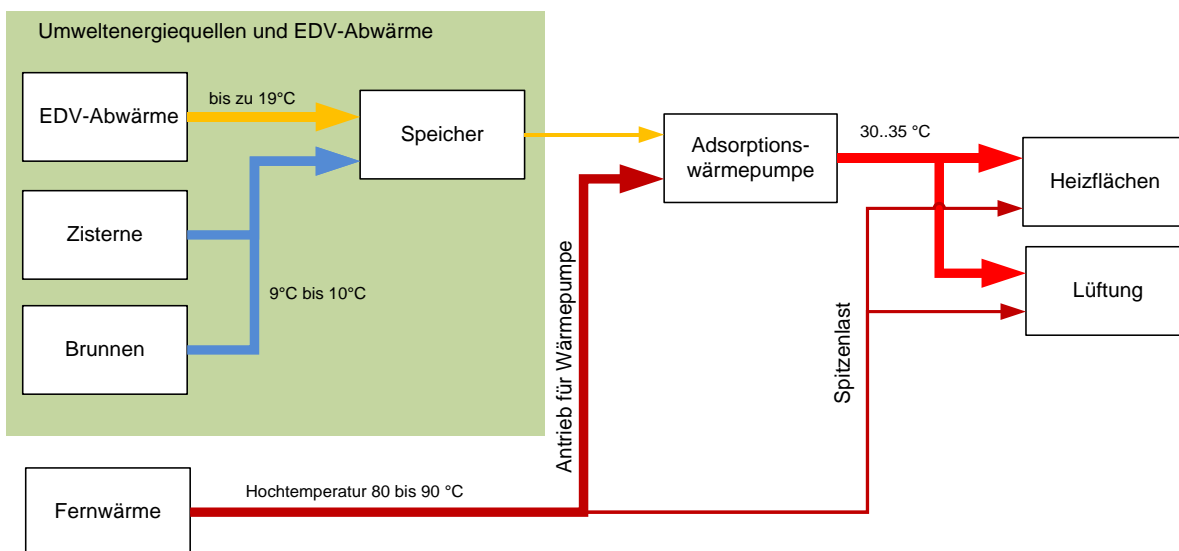 Umweltenergiequellen und EDV-Abwärme
EDV-Abwärme
bis zu 19°C
Speicher
Adsorptions-
wärmepumpe
30..35 °C
Heizflächen
Zisterne
9°C bis 10°C
Lüftung
Brunnen
Antrieb für Wärmepumpe
Spitzenlast
Fernwärme
Hochtemperatur 80 bis 90 °C